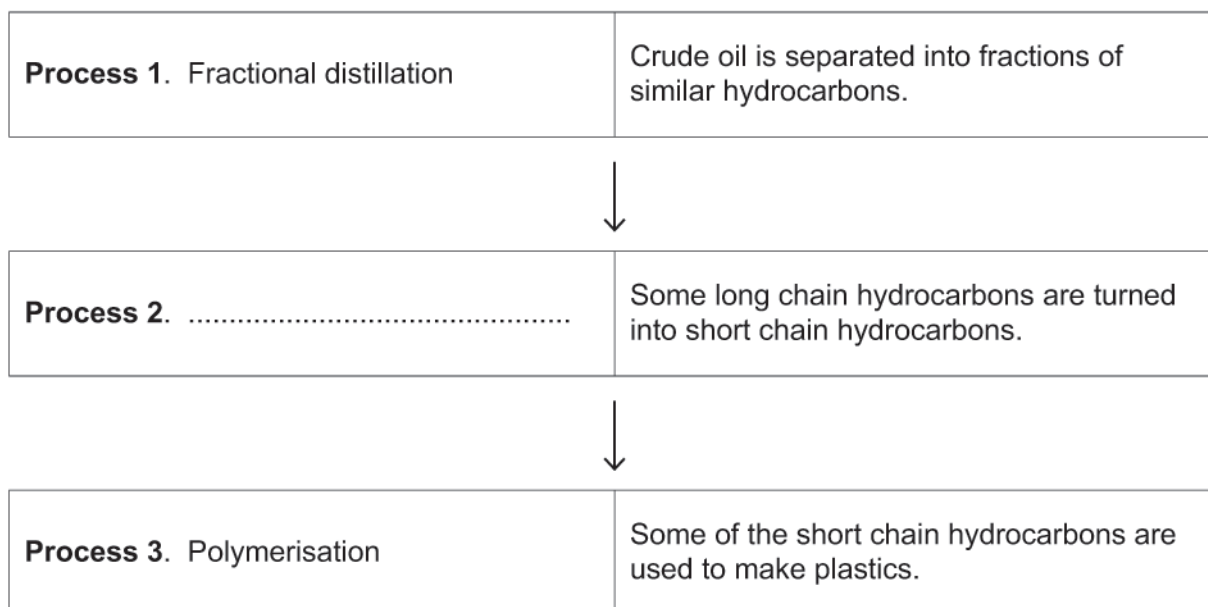 Process 1. Fractional distillation
Crude oil is separated into fractions of
similar hydrocarbons.
Process 2. ..............................................
Some long chain hydrocarbons are turned
into short chain hydrocarbons.
Process 3. Polymerisation
Some of the short chain hydrocarbons are
used to make plastics.